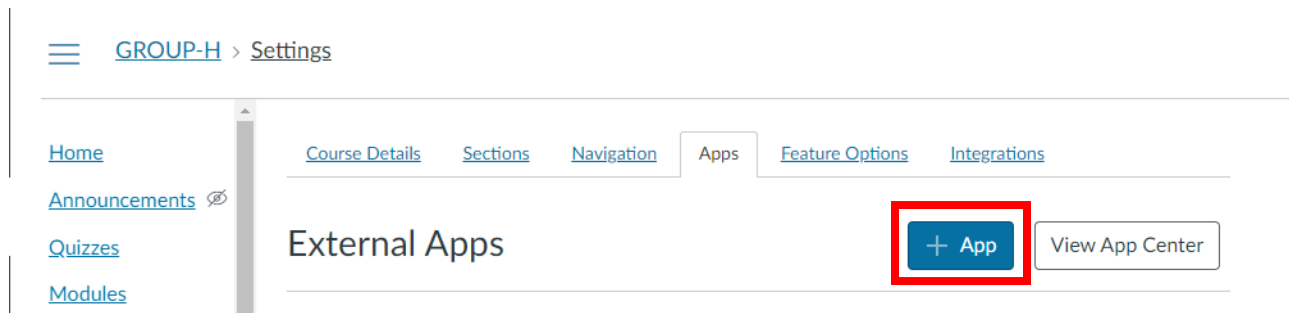 GROUP-H > Settings
Home
Announcements
Quizzes
Modules
Course Details Sections Navigation Apps Feature Options Integrations
External Apps
+ App View App Center